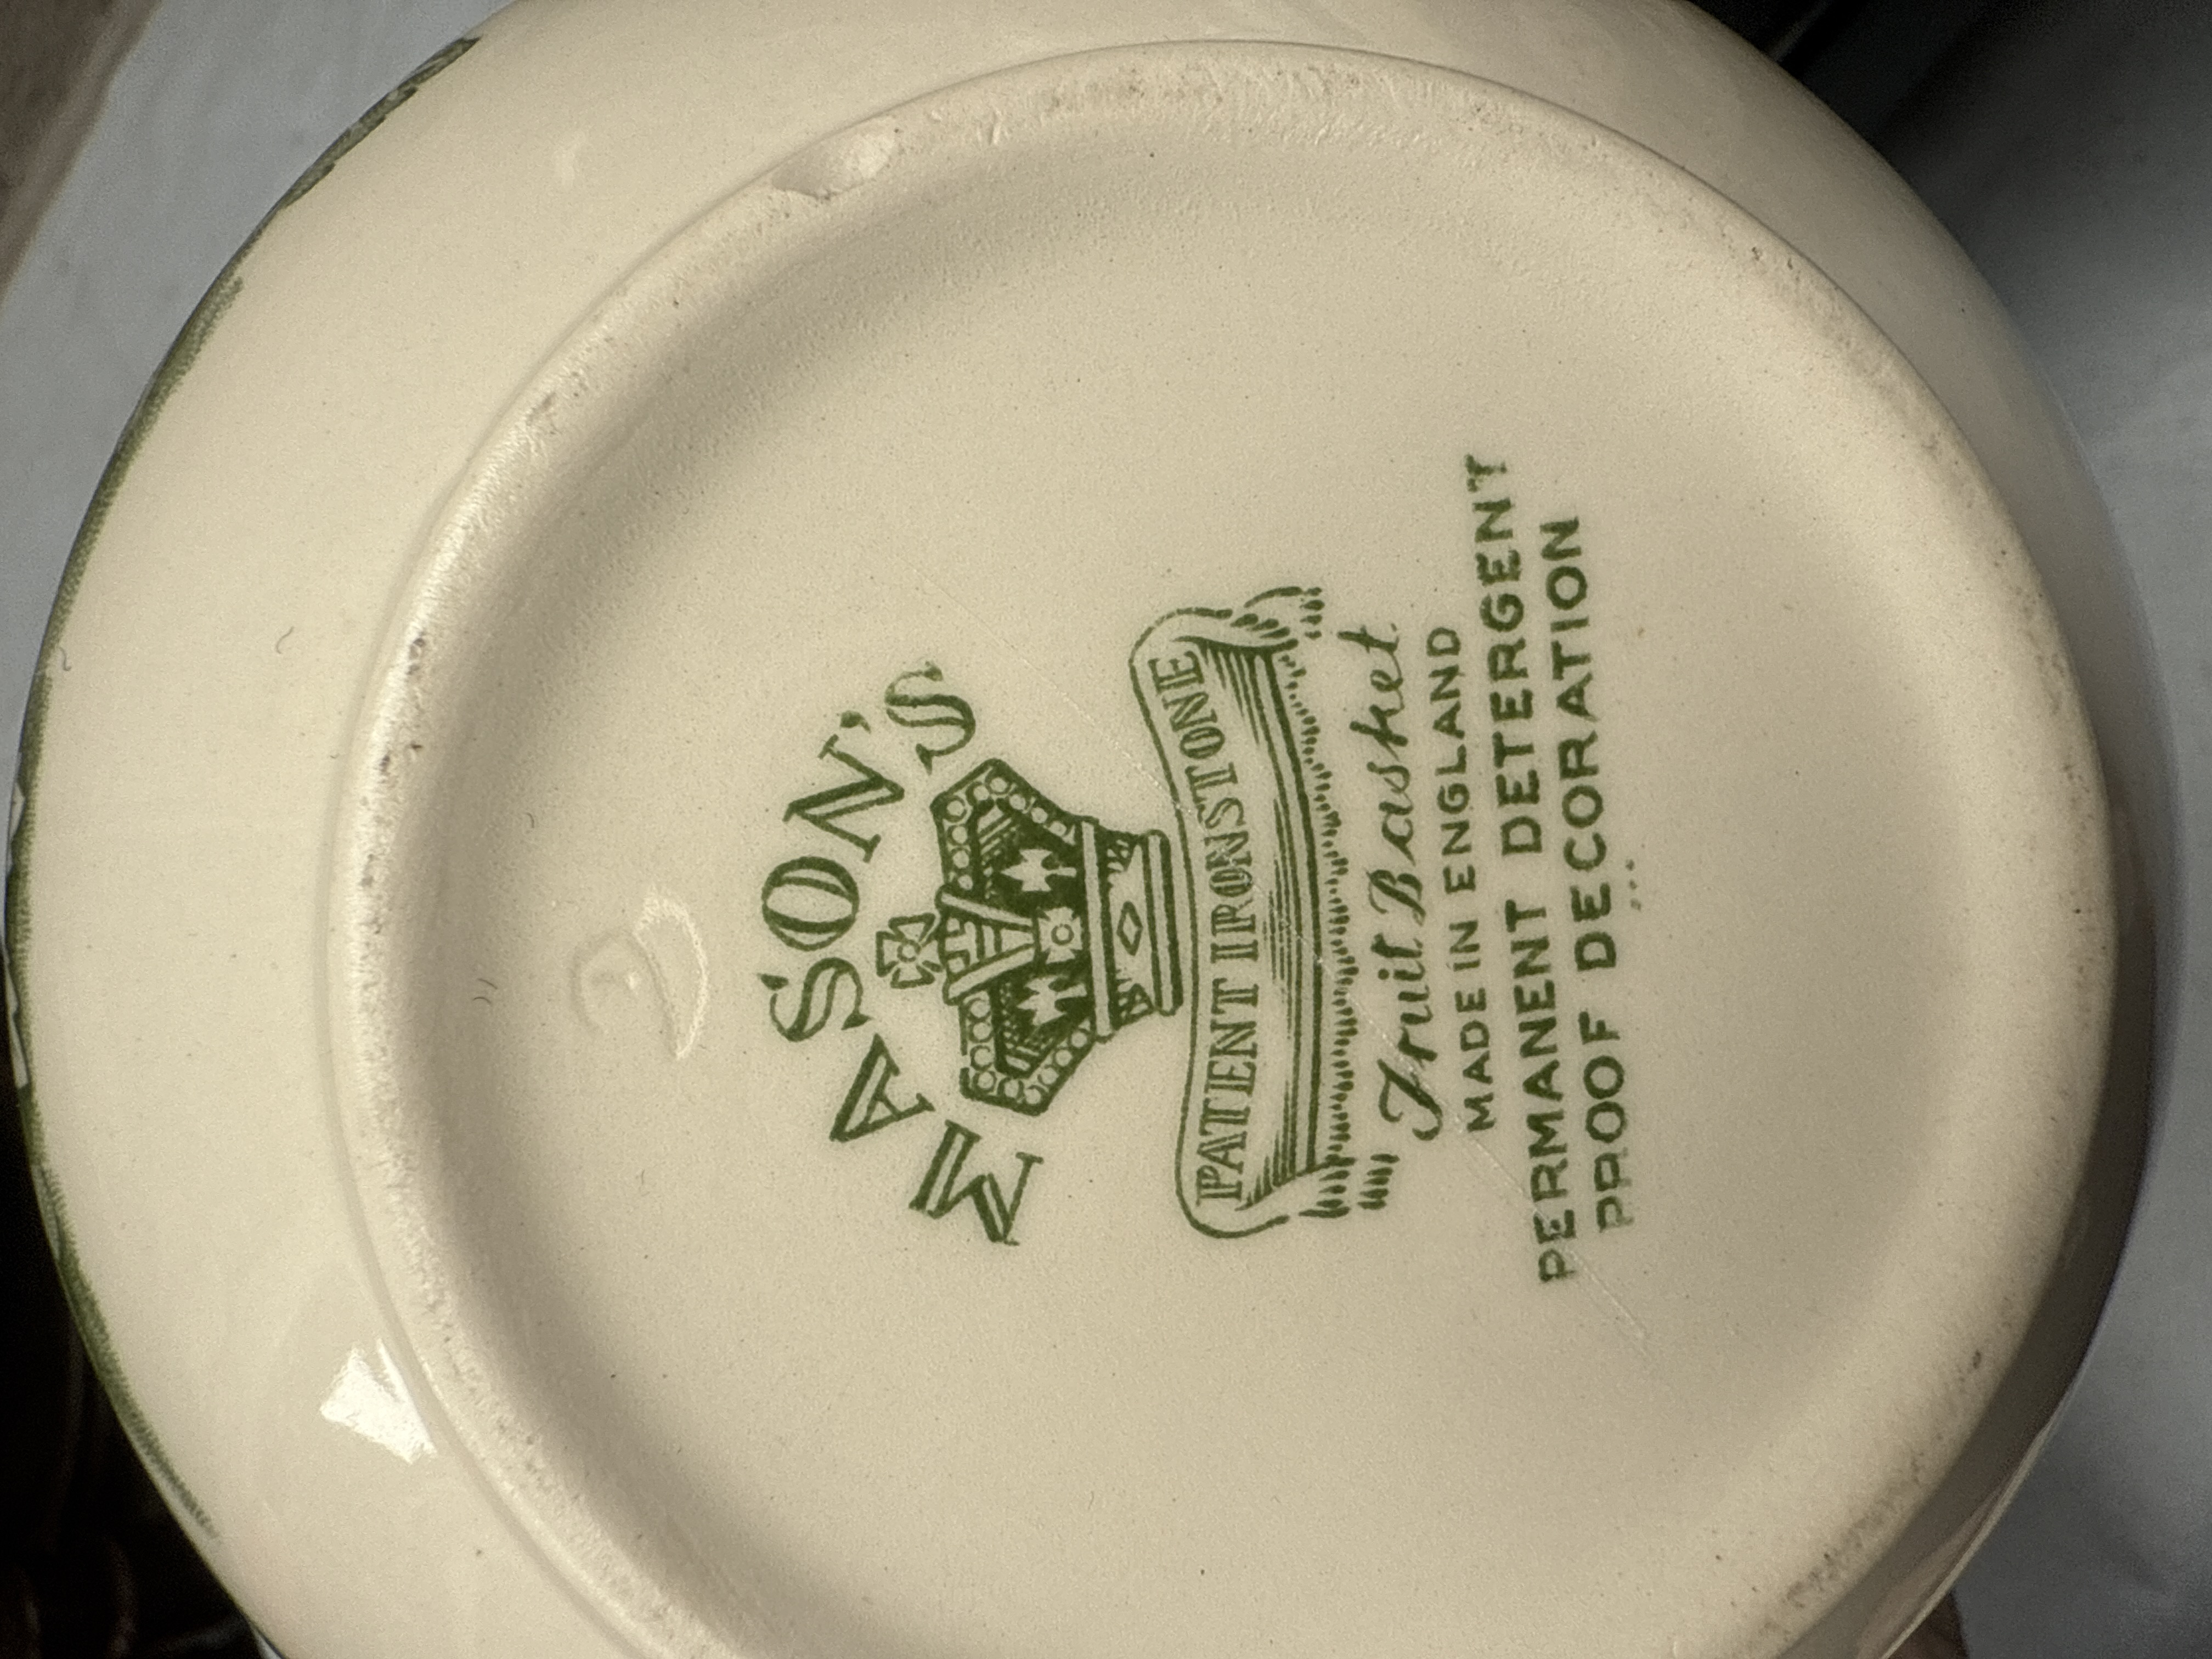 MASON'S
PATENT IRONSTONE
Fruit Basket
MADE IN ENGLAND
PERMANENT DETERGENT
PROOF DECORATION